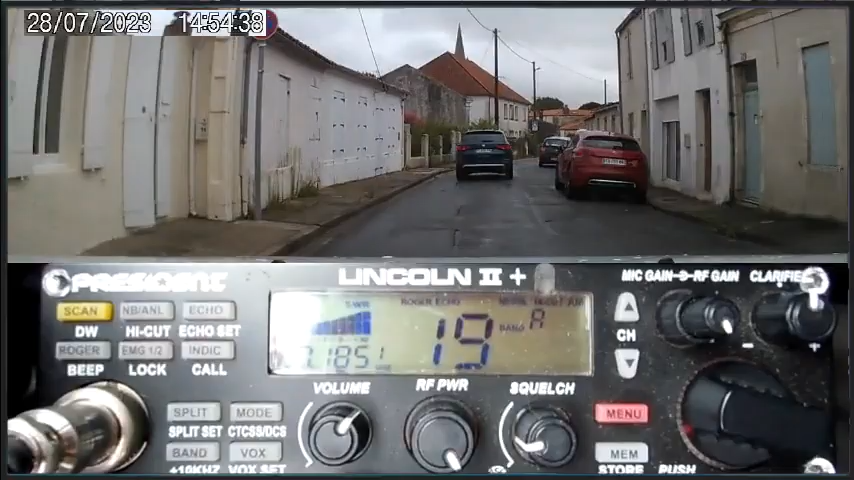 28/07/2023 14:54:38
PRESIDENT
LINCOLN II +
MIC GAIN RF GAIN CLARIFIER
SCAN NB/ANL ECHO
DW HI-CUT ECHO SET
ROGER EMG 1/2 INDIC
BEEP LOCK CALL
ROGER ECHO
19 BAND A
CH
VOLUME RF PWR SQUELCH
SPLIT MODE
SPLIT SET CTCSS/DCS
BAND VOX
+10KHZ VOX SET
MENU
MEM
STORE PUSH
- +